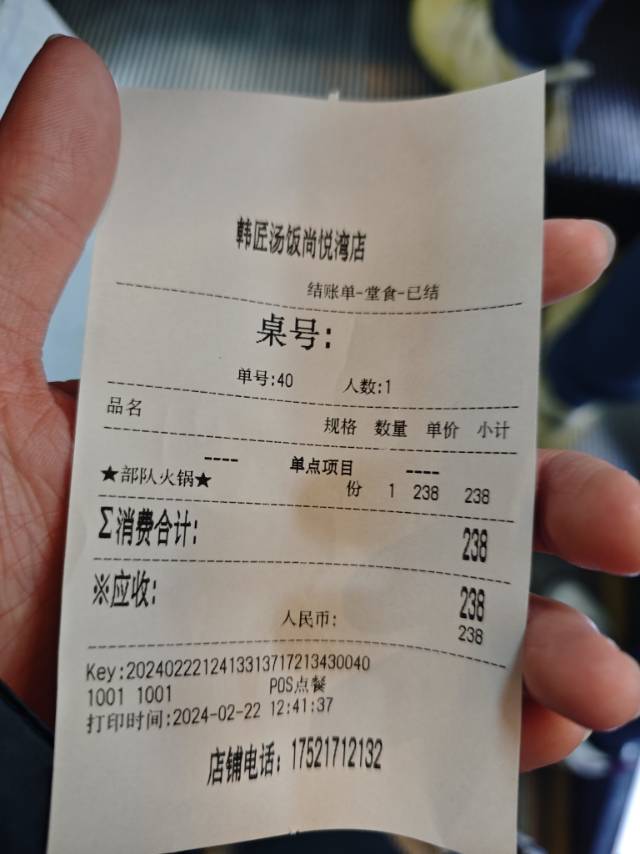 韩匠汤饭尚悦湾店
结账单-堂食-已结
桌号:
单号:40 人数:1
品名 规格 数量 单价 小计
---- 单点项目 ----
★部队火锅★ 份 1 238 238
Σ消费合计: 238
※应收: 238
人民币: 238
Key:20240222124133137172134300​40
1001 1001 POS点餐
打印时间:2024-02-22 12:41:37
店铺电话: 17521712132